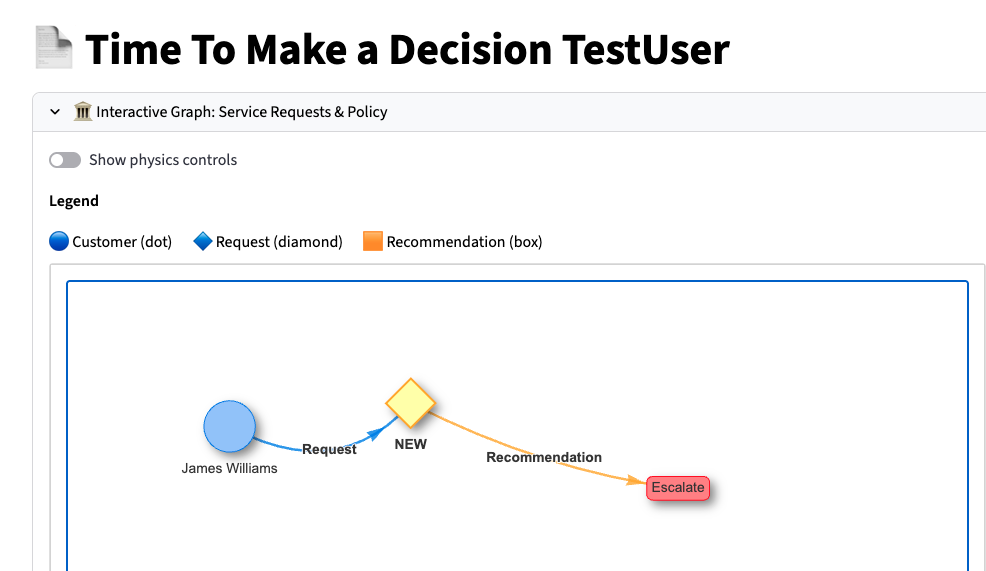 Time To Make a Decision TestUser
Interactive Graph: Service Requests & Policy
Show physics controls
Legend
Customer (dot) Request (diamond) Recommendation (box)
Request
NEW
James Williams
Recommendation
Escalate